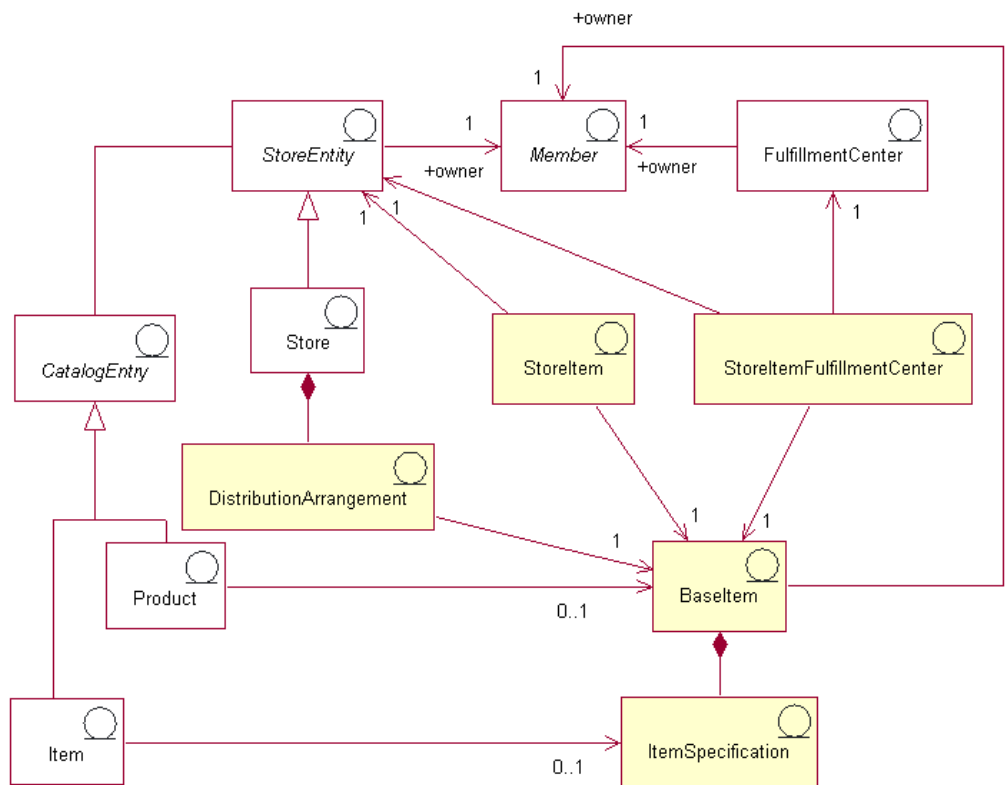 +owner
1
1
1
StoreEntity
Member
FulfillmentCenter
+owner
+owner
1
1
1
Store
StoreItem
StoreItemFulfillmentCenter
CatalogEntry
DistributionArrangement
1
1
1
Product
BaseItem
0..1
Item
ItemSpecification
0..1